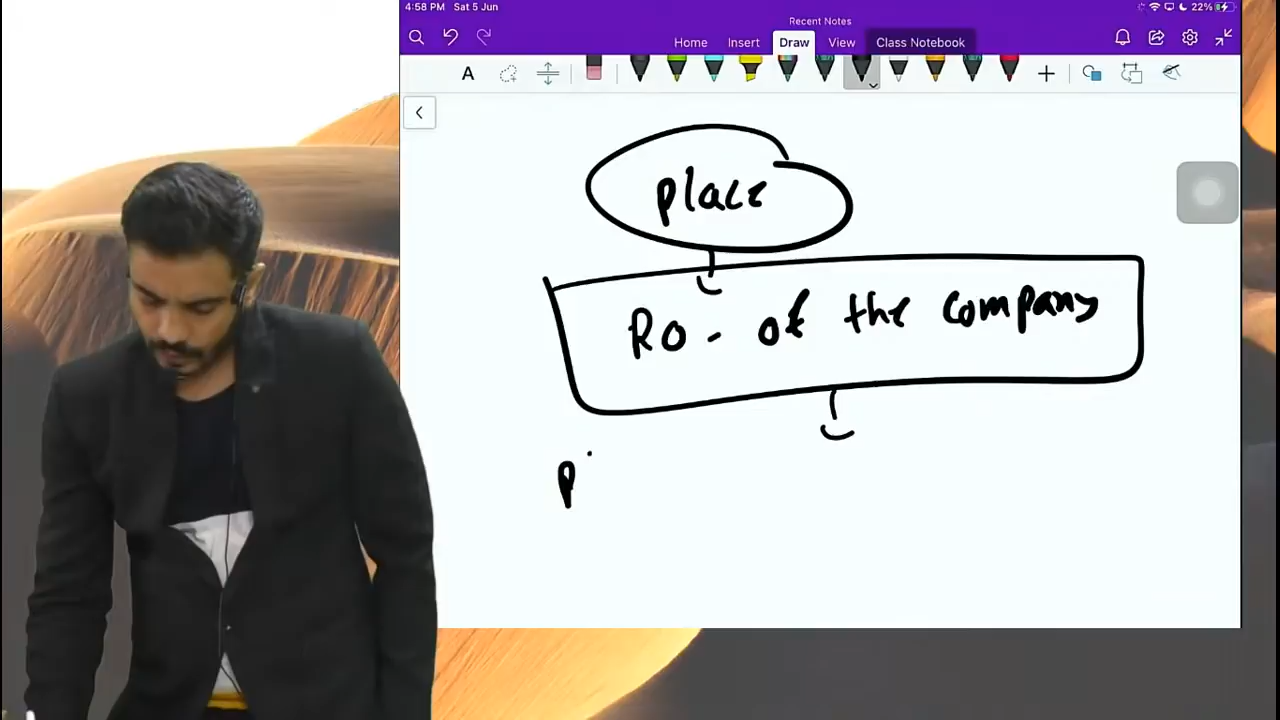 4:58 PM Sat 5 Jun
22%
Recent Notes
Home Insert Draw View Class Notebook
A
place
RO - of the company
P